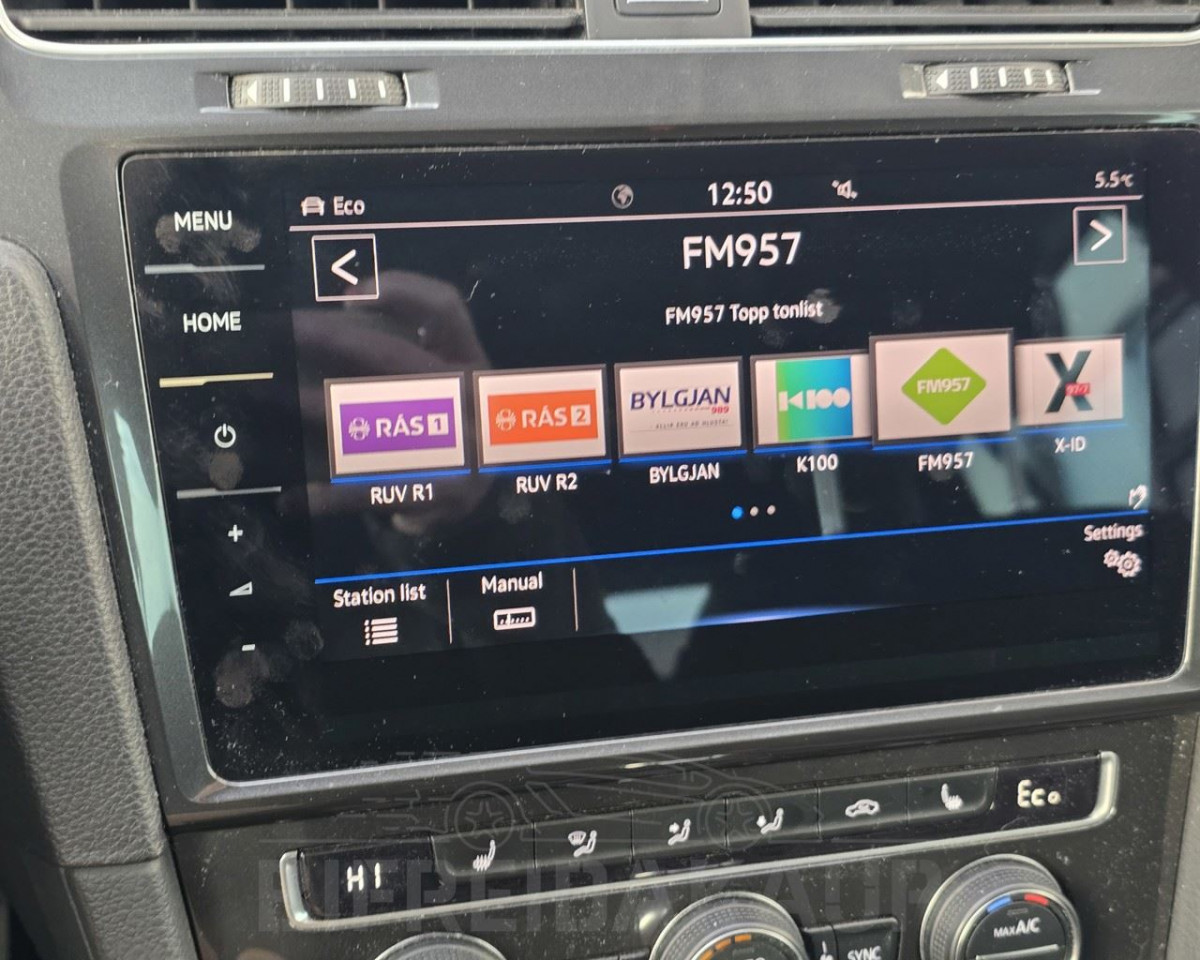 MENU
HOME
Eco
12:50
5.5°C
FM957
FM957 Topp tonlist
RÁS 1
RÁS 2
BYLGJAN
989
K100
FM957
X
RUV R1
RUV R2
BYLGJAN
K100
FM957
X-ID
Settings
Station list
Manual
HI
Eco
MAX A/C
SYNC